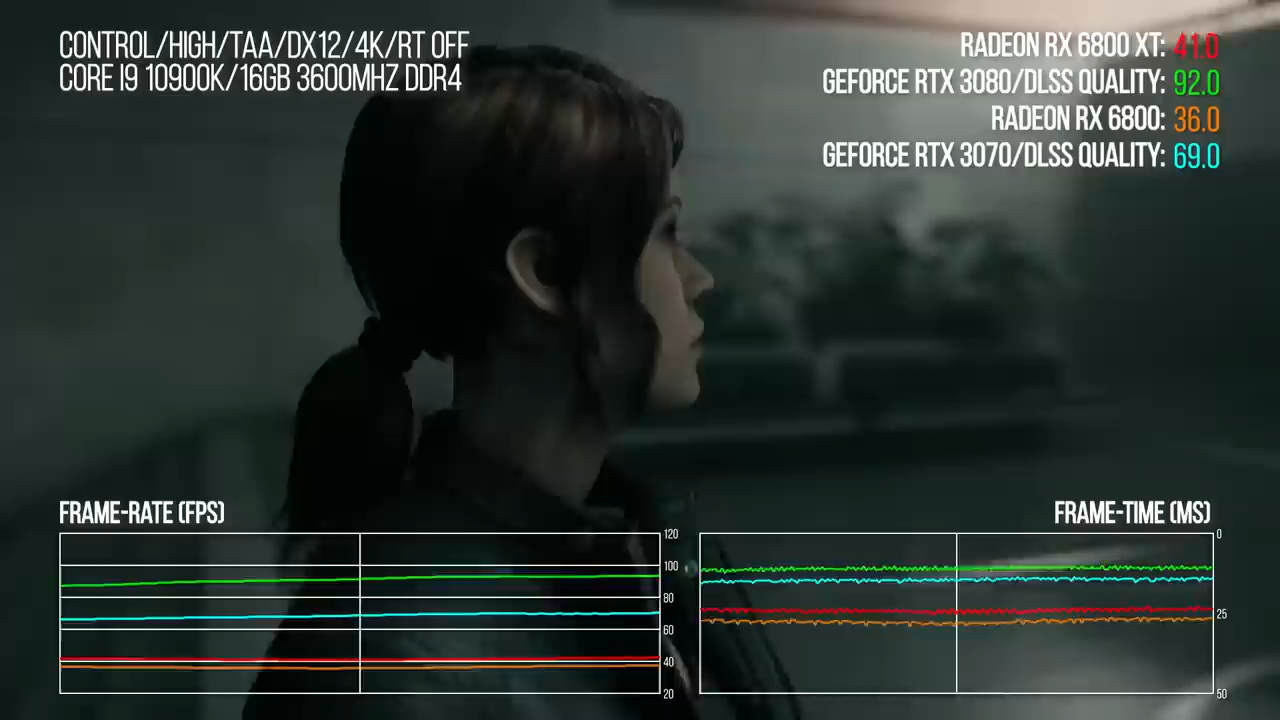 CONTROL/HIGH/TAA/DX12/4K/RT OFF
CORE I9 10900K/16GB 3600MHZ DDR4
RADEON RX 6800 XT: 41.0
GEFORCE RTX 3080/DLSS QUALITY: 92.0
RADEON RX 6800: 36.0
GEFORCE RTX 3070/DLSS QUALITY: 69.0
FRAME-RATE (FPS)
120
100
80
60
40
20
FRAME-TIME (MS)
0
25
50